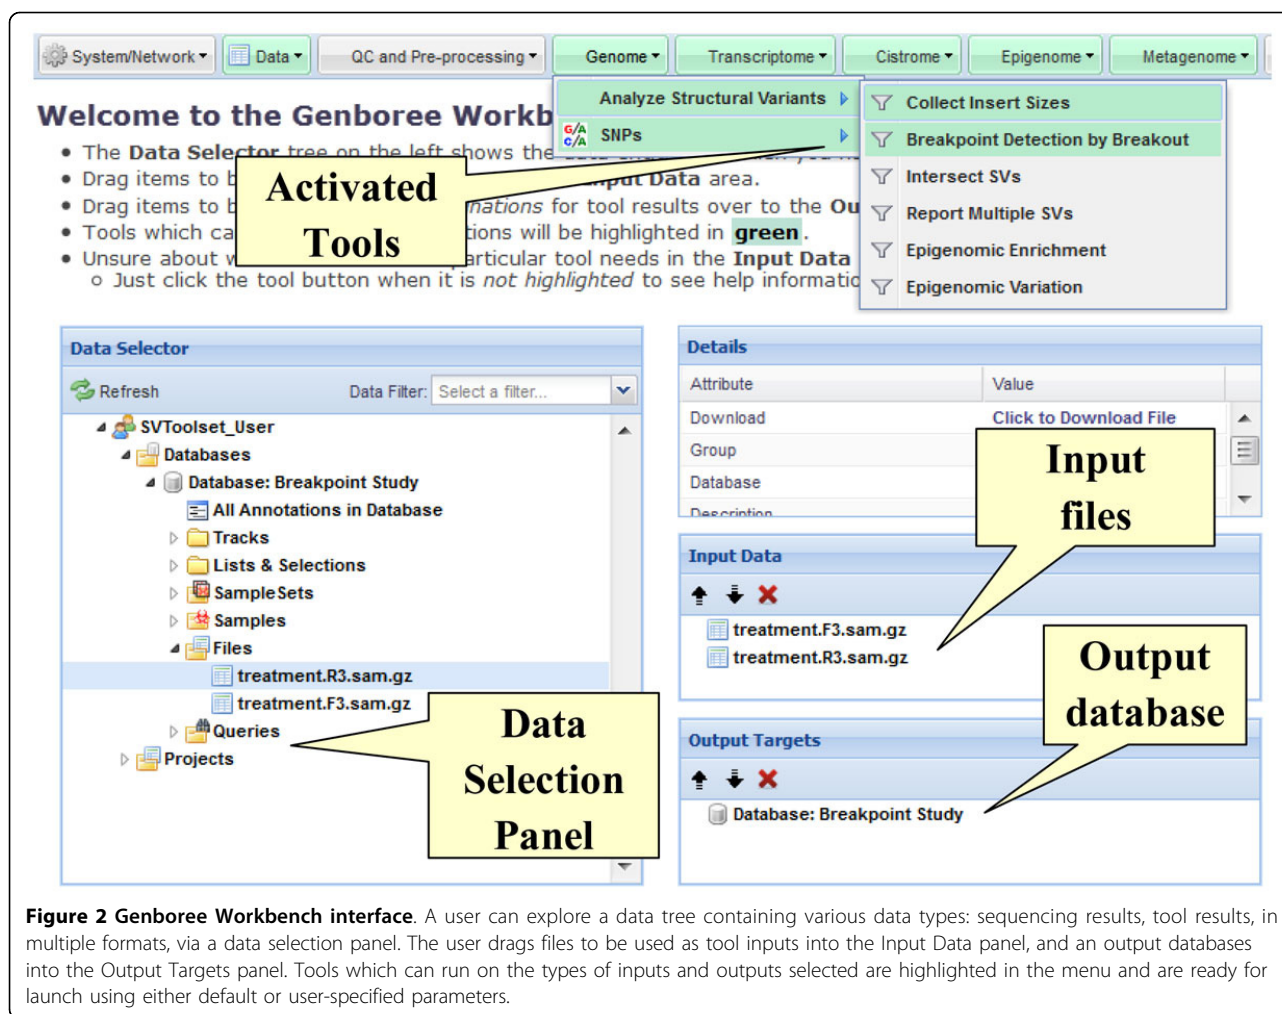 System/Network Data QC and Pre-processing Genome Transcriptome Cistrome Epigenome Metagenome
Analyze Structural Variants
G/A C/A SNPs
Collect Insert Sizes
Breakpoint Detection by Breakout
Intersect SVs
Report Multiple SVs
Epigenomic Enrichment
Epigenomic Variation
Welcome to the Genboree Workb
• The Data Selector tree on the left shows the
• Drag items to b nput Data area.
• Drag items to b nations for tool results over to the Ou
• Tools which ca tions will be highlighted in green.
• Unsure about w particular tool needs in the Input Data
o Just click the tool button when it is not highlighted to see help informatio
Activated
Tools
Data Selector
Refresh Data Filter: Select a filter...
SVToolset_User
Databases
Database: Breakpoint Study
All Annotations in Database
Tracks
Lists & Selections
SampleSets
Samples
Files
treatment.R3.sam.gz
treatment.F3.sam.gz
Queries
Projects
Data
Selection
Panel
Details
Attribute Value
Download Click to Download File
Group
Database
Description
Input
files
Input Data
treatment.F3.sam.gz
treatment.R3.sam.gz
Output
database
Output Targets
Database: Breakpoint Study
Figure 2 Genboree Workbench interface. A user can explore a data tree containing various data types: sequencing results, tool results, in
multiple formats, via a data selection panel. The user drags files to be used as tool inputs into the Input Data panel, and an output databases
into the Output Targets panel. Tools which can run on the types of inputs and outputs selected are highlighted in the menu and are ready for
launch using either default or user-specified parameters.